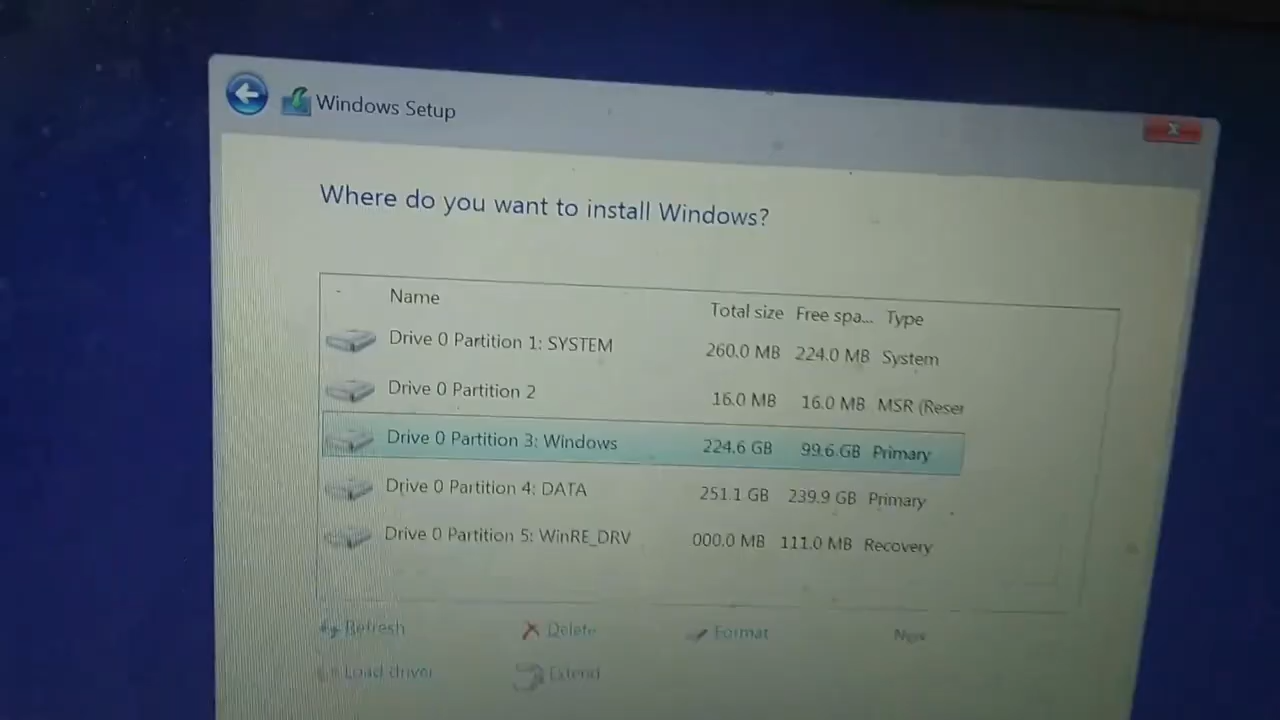 Windows Setup
Where do you want to install Windows?
Name Total size Free spa... Type
Drive 0 Partition 1: SYSTEM 260.0 MB 224.0 MB System
Drive 0 Partition 2 16.0 MB 16.0 MB MSR (Reser
Drive 0 Partition 3: Windows 224.6 GB 99.6 GB Primary
Drive 0 Partition 4: DATA 251.1 GB 239.9 GB Primary
Drive 0 Partition 5: WinRE_DRV 000.0 MB 111.0 MB Recovery
Refresh Delete Format New
Load driver Extend